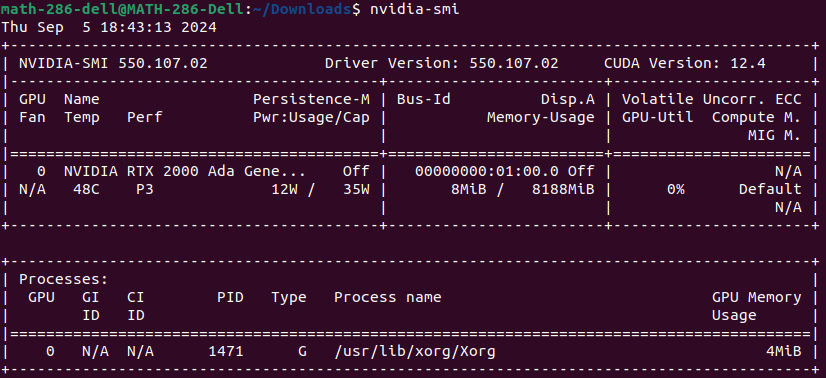 math-286-dell@MATH-286-Dell:~/Downloads$ nvidia-smi
Thu Sep  5 18:43:13 2024
+-----------------------------------------------------------------------------------------+
| NVIDIA-SMI 550.107.02             Driver Version: 550.107.02     CUDA Version: 12.4     |
|-----------------------------------------+------------------------+----------------------+
| GPU  Name                 Persistence-M | Bus-Id          Disp.A | Volatile Uncorr. ECC |
| Fan  Temp   Perf          Pwr:Usage/Cap |           Memory-Usage | GPU-Util  Compute M. |
|                                         |                        |               MIG M. |
|=========================================+========================+======================|
|   0  NVIDIA RTX 2000 Ada Gene...    Off |   00000000:01:00.0 Off |                  N/A |
| N/A   48C    P3             12W /   35W |       8MiB /   8188MiB |      0%      Default |
|                                         |                        |                  N/A |
+-----------------------------------------+------------------------+----------------------+

+-----------------------------------------------------------------------------------------+
| Processes:                                                                              |
|  GPU   GI   CI        PID   Type   Process name                              GPU Memory |
|        ID   ID                                                               Usage      |
|=========================================================================================|
|    0   N/A  N/A      1471      G   /usr/lib/xorg/Xorg                              4MiB |
+-----------------------------------------------------------------------------------------+